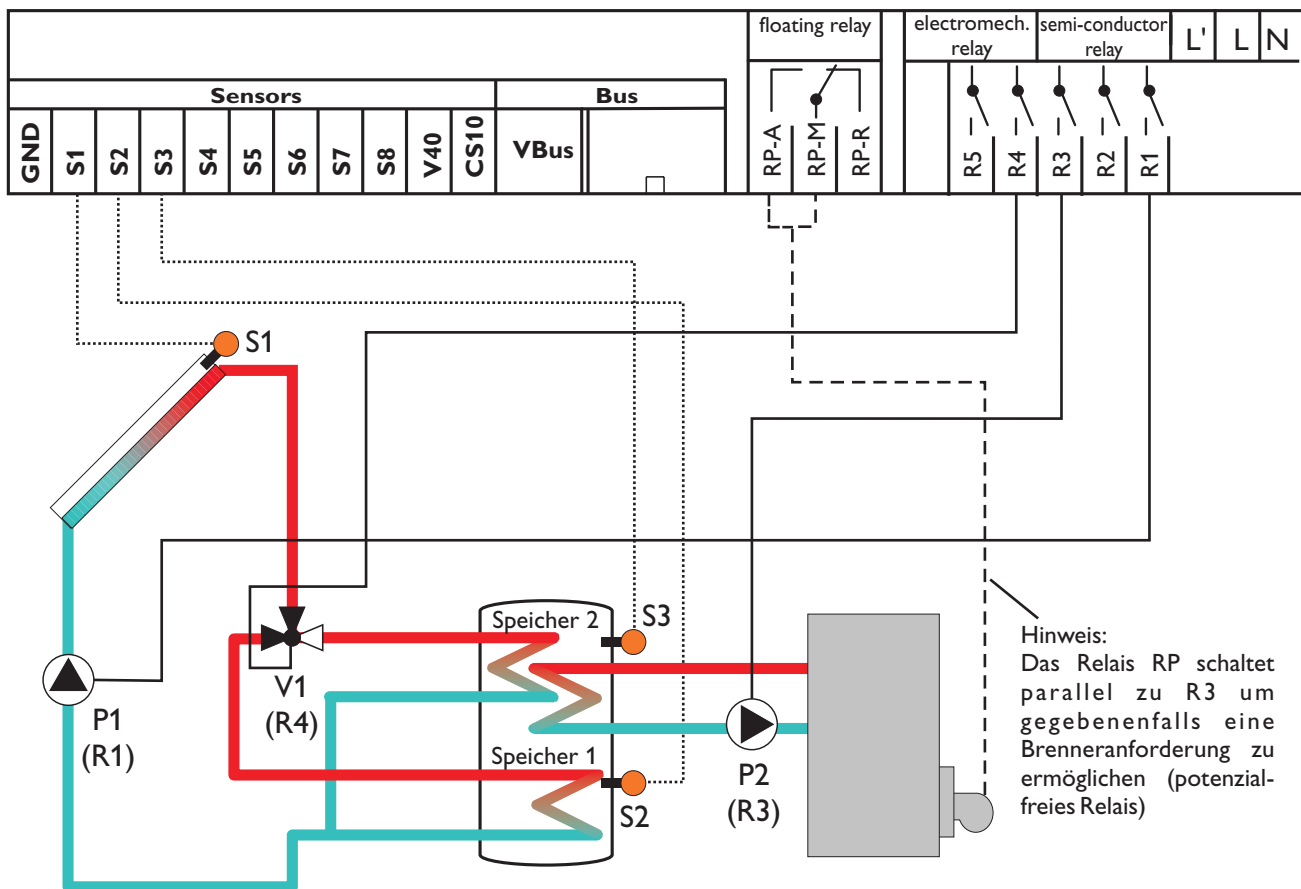 floating relay
electromech. relay
semi-conductor relay
L'
L
N
Sensors
Bus
GND
S1
S2
S3
S4
S5
S6
S7
S8
V40
CS10
VBus
RP-A
RP-M
RP-R
R5
R4
R3
R2
R1
S1
Speicher 2
S3
V1
(R4)
P1
(R1)
Speicher 1
S2
P2
(R3)
Hinweis:
Das Relais RP schaltet
parallel zu R3 um
gegebenenfalls eine
Brenneranforderung zu
ermöglichen (potenzial-
freies Relais)